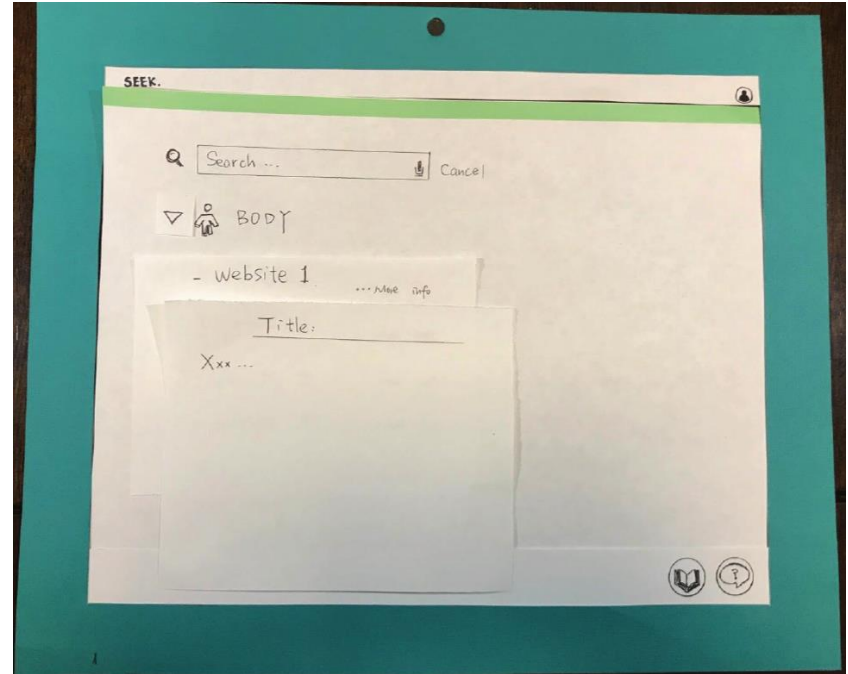 SEEK.
Search ...
Cancel
BODY
- Website 1
... More info
Title:
Xxx ...
?